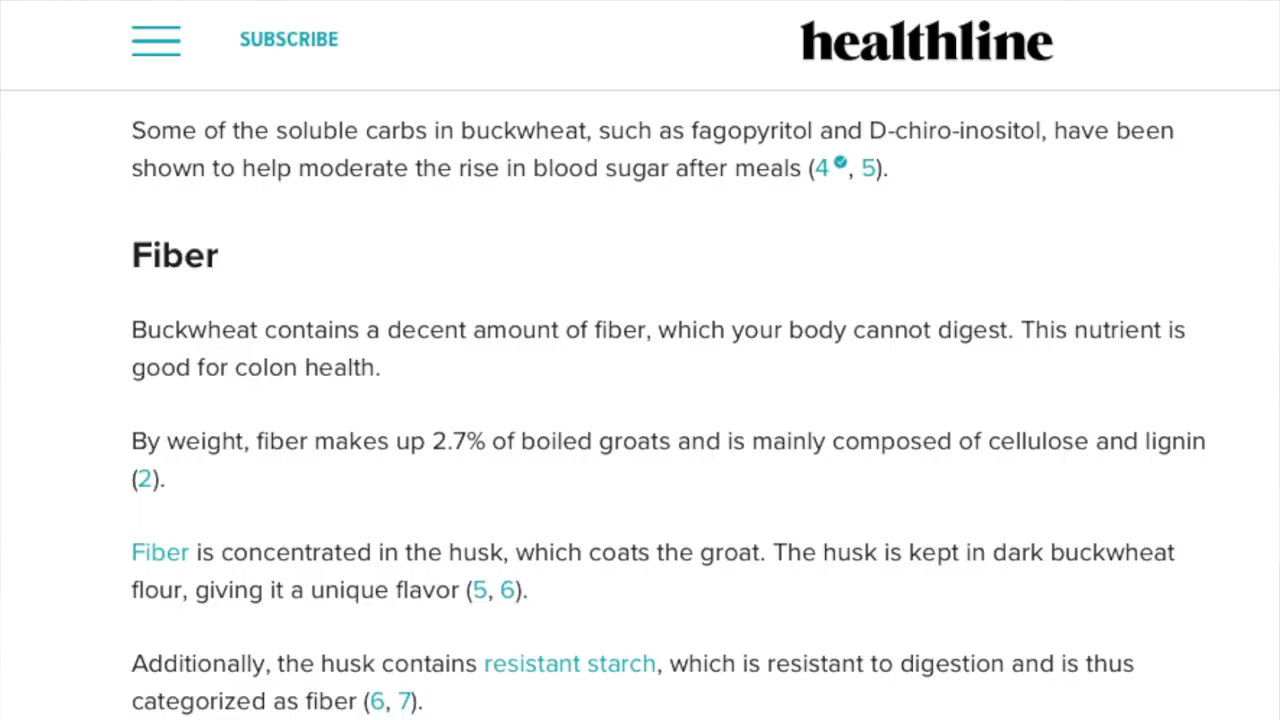 SUBSCRIBE
healthline
Some of the soluble carbs in buckwheat, such as fagopyritol and D-chiro-inositol, have been
shown to help moderate the rise in blood sugar after meals (4, 5).
Fiber
Buckwheat contains a decent amount of fiber, which your body cannot digest. This nutrient is
good for colon health.
By weight, fiber makes up 2.7% of boiled groats and is mainly composed of cellulose and lignin
(2).
Fiber is concentrated in the husk, which coats the groat. The husk is kept in dark buckwheat
flour, giving it a unique flavor (5, 6).
Additionally, the husk contains resistant starch, which is resistant to digestion and is thus
categorized as fiber (6, 7).